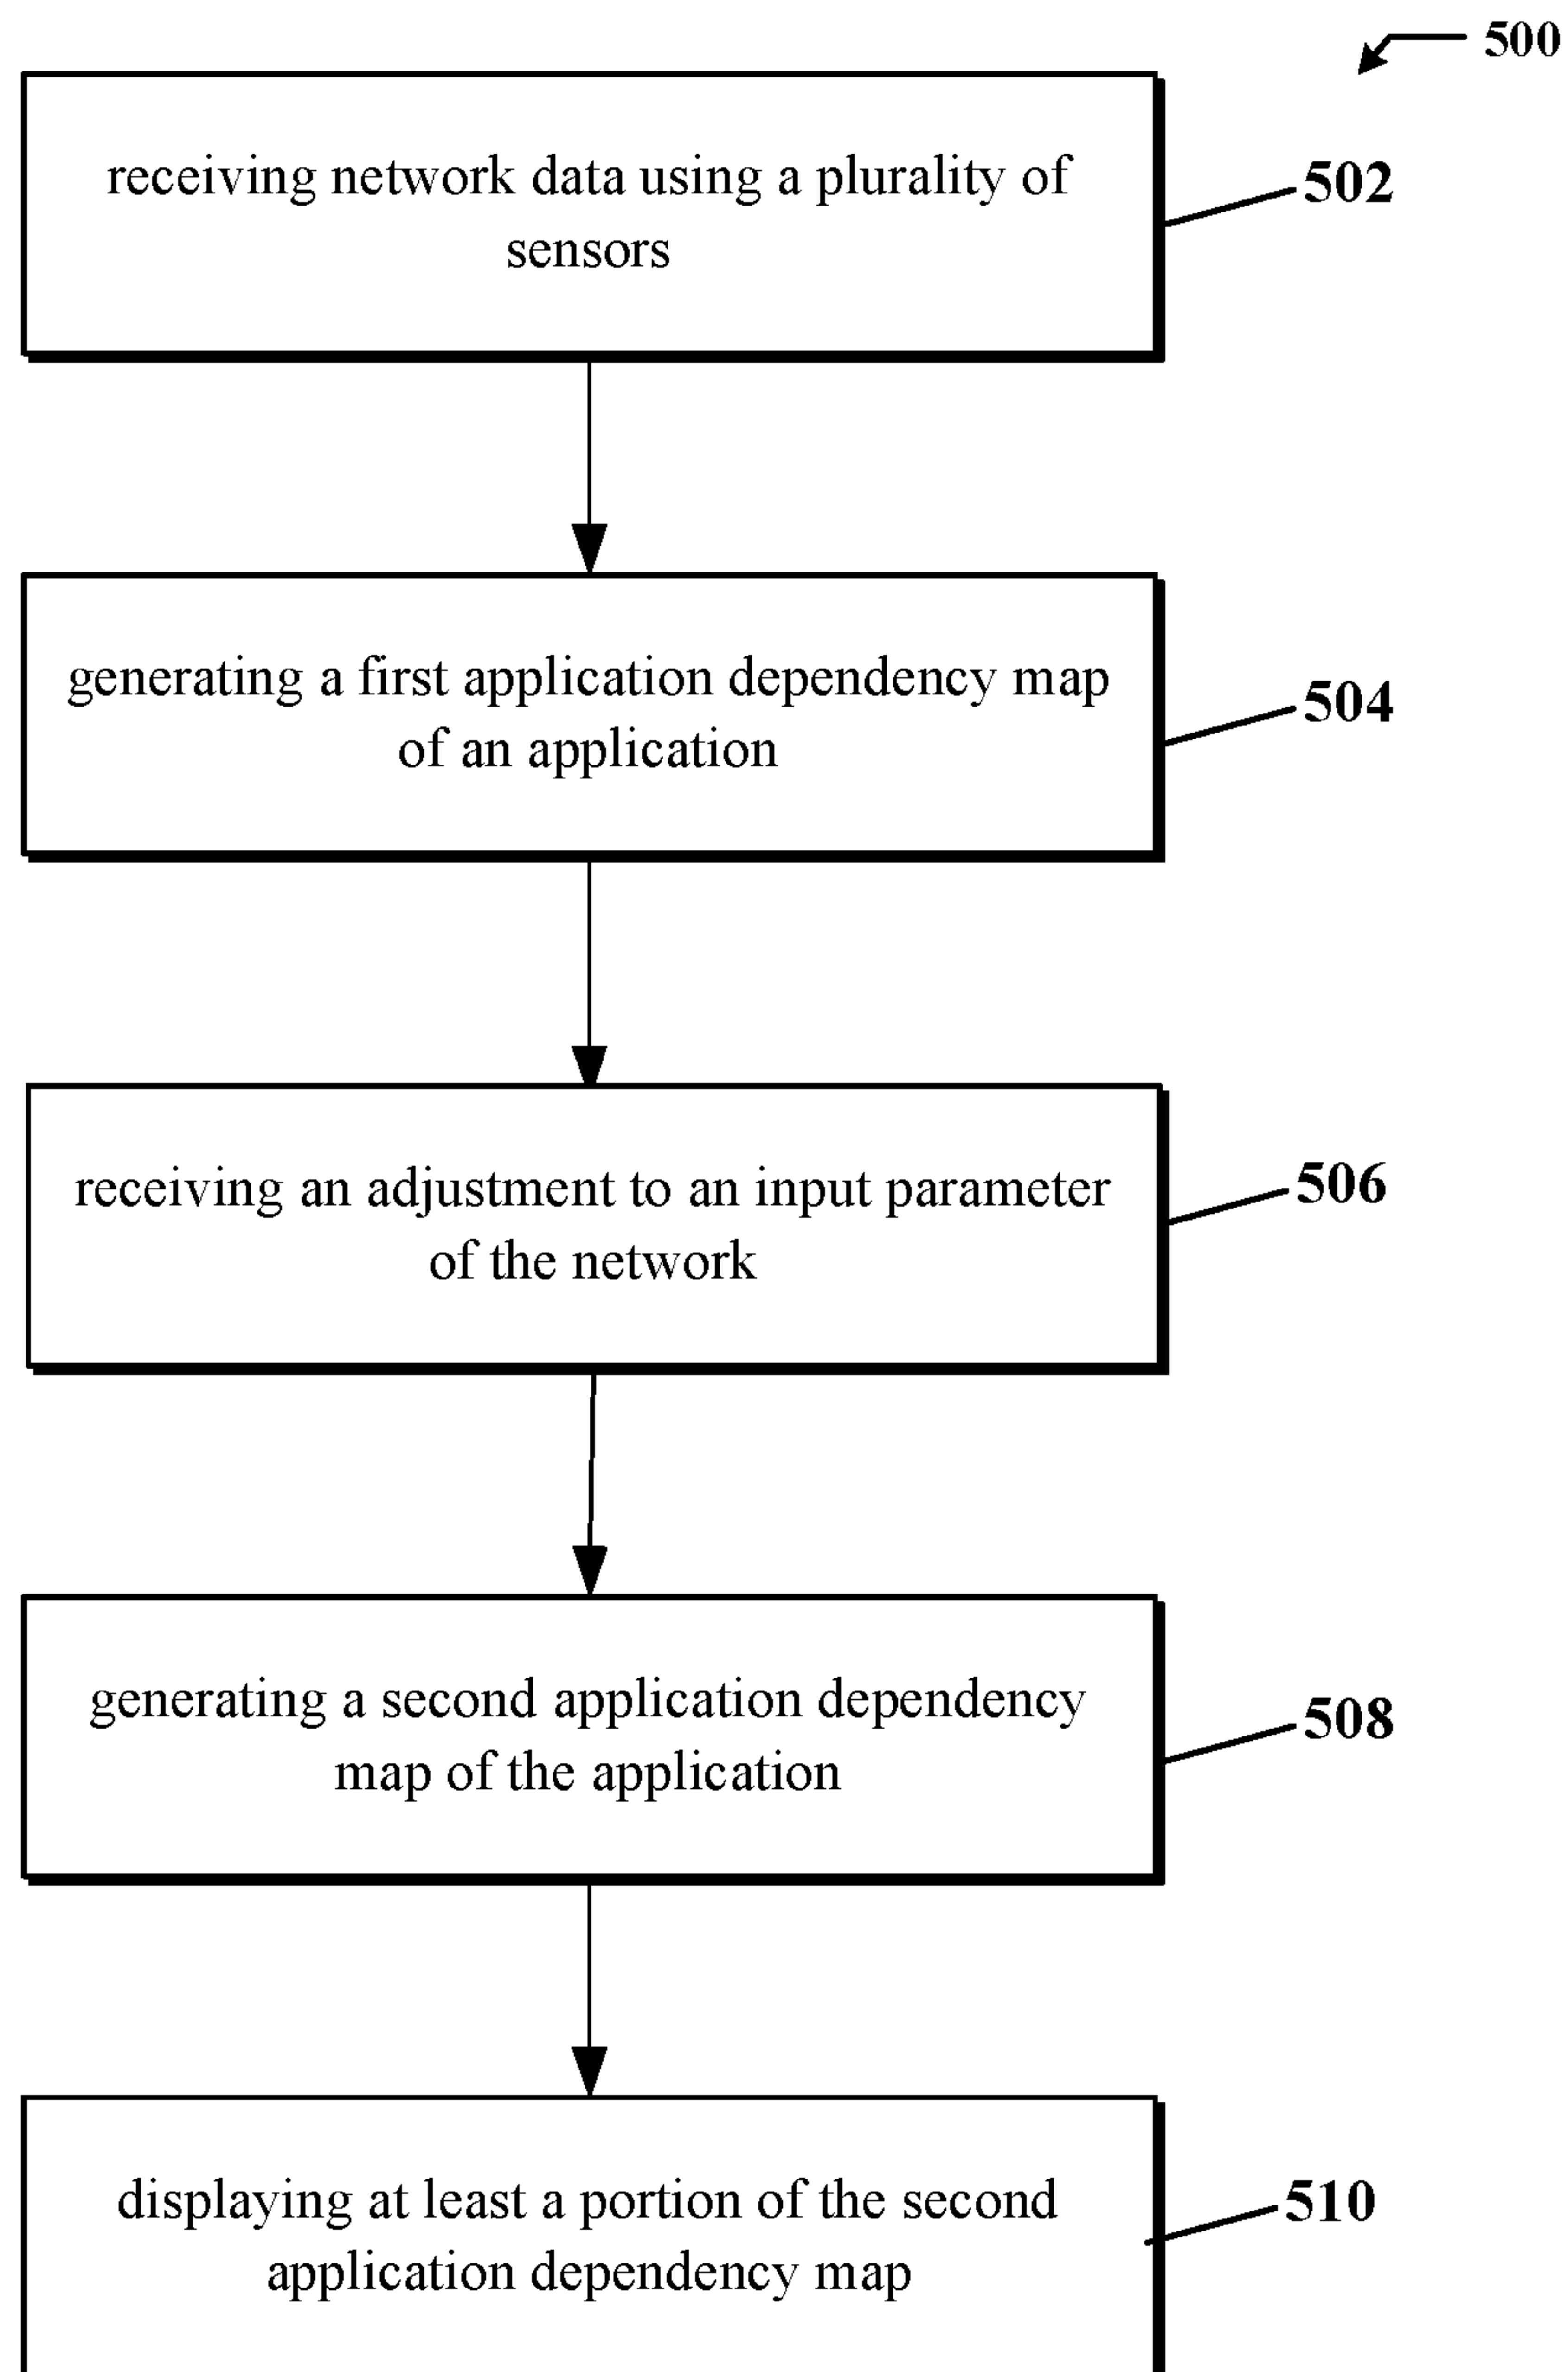 500
receiving network data using a plurality of
sensors
502
generating a first application dependency map
of an application
504
receiving an adjustment to an input parameter
of the network
506
generating a second application dependency
map of the application
508
displaying at least a portion of the second
application dependency map
510